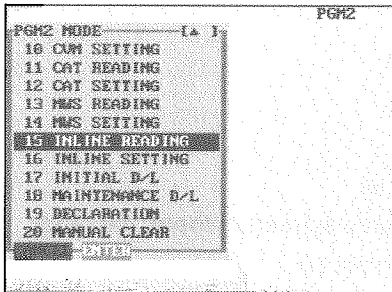 PGM2
PGM2 MODE [▲ ]
10 CVM SETTING
11 CAT READING
12 CAT SETTING
13 MWS READING
14 MWS SETTING
15 INLINE READING
16 INLINE SETTING
17 INITIAL D/L
18 MAINTENANCE D/L
19 DECLARATION
20 MANUAL CLEAR
ENTER